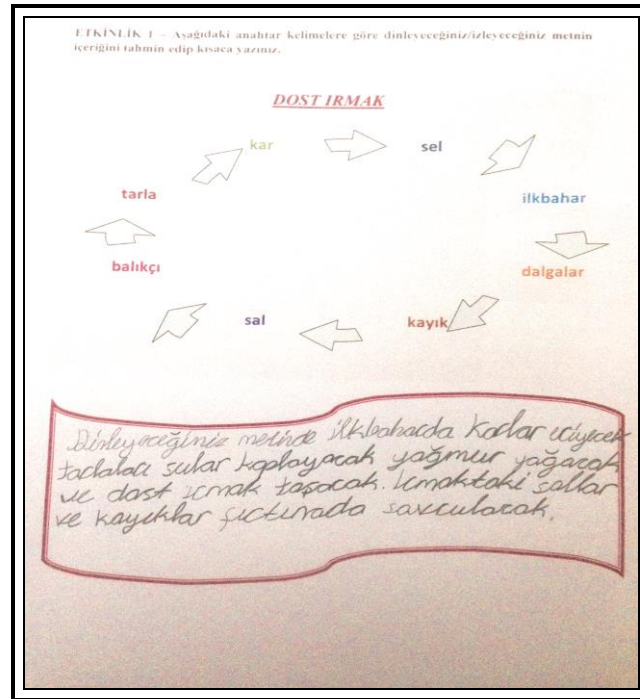 ETKİNLİK 1 - Aşağıdaki anahtar kelimelere göre dinleyeceğiniz/izleyeceğiniz metnin
içeriğini tahmin edip kısaca yazınız.
DOST IRMAK
kar
sel
tarla
ilkbahar
balıkçı
dalgalar
sal
kayık
Dinleyeceğiniz metinde ilkbaharda karlar eriyecek
tarlaları sular kaplayacak yağmur yağacak
ve dost ırmak taşacak. Irmaktaki sallar
ve kayıklar fırtınada savrulacak.